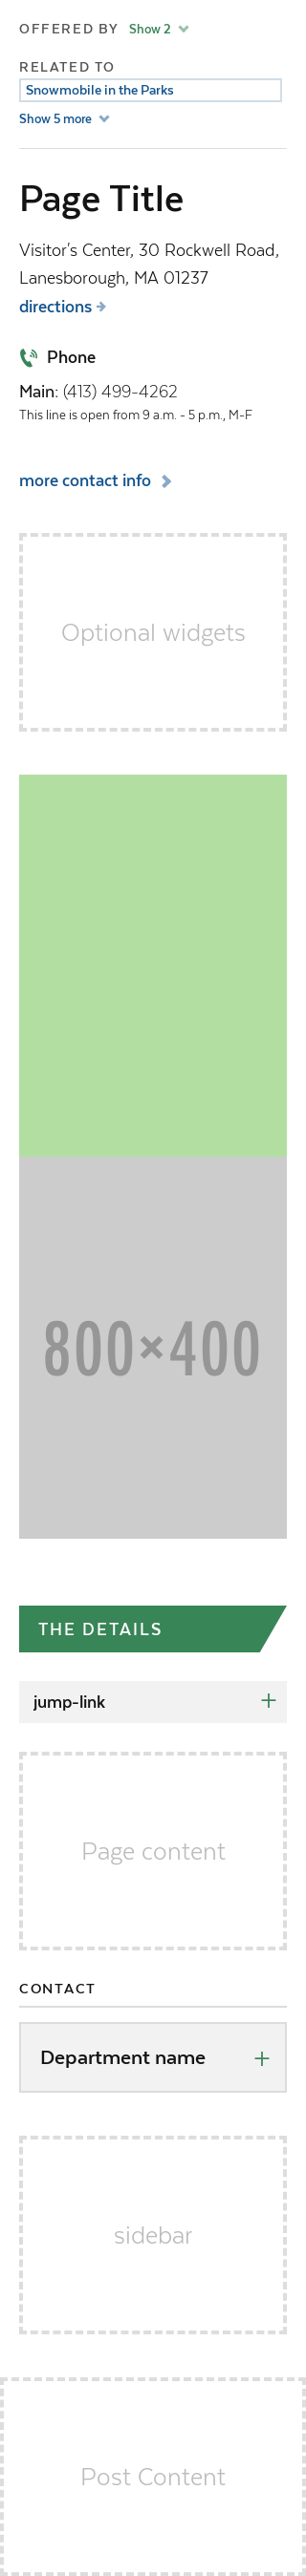 OFFERED BY Show 2
RELATED TO
Snowmobile in the Parks
Show 5 more
Page Title
Visitor's Center, 30 Rockwell Road,
Lanesborough, MA 01237
directions
Phone
Main: (413) 499-4262
This line is open from 9 a.m. - 5 p.m., M-F
more contact info
Optional widgets
800×400
THE DETAILS
jump-link +
Page content
CONTACT
Department name +
sidebar
Post Content